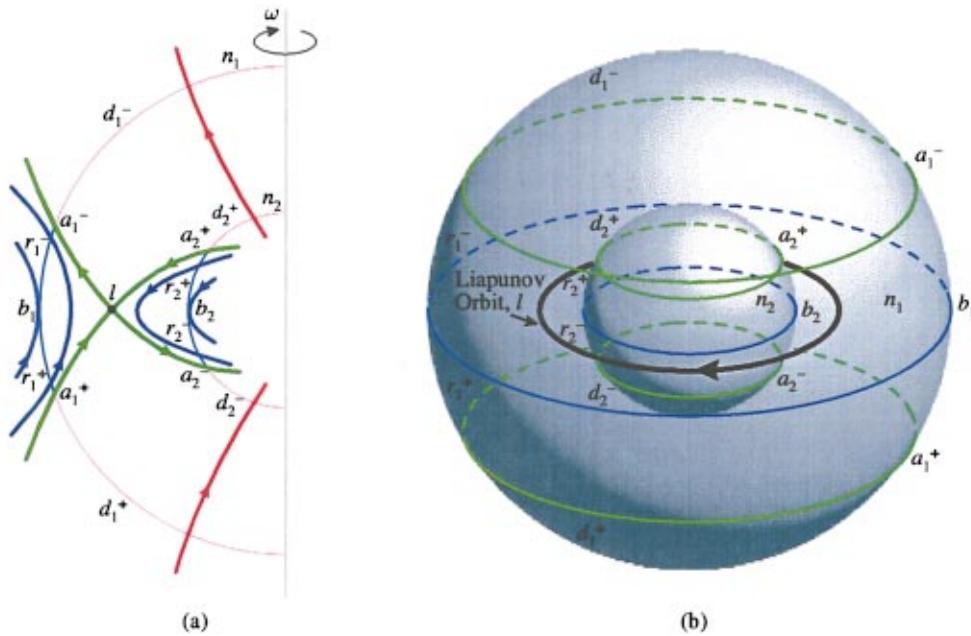 ω
n₁
d₁⁻
n₂
d₂⁺
a₁⁻
a₂⁺
r₁⁻
l
r₂⁺
b₁
b₂
r₂⁻
r₁⁺
a₂⁻
a₁⁺
d₂⁻
d₁⁺
(a)
d₁⁻
a₁⁻
d₂⁺
a₂⁺
r₁⁻
r₂⁺
Liapunov
Orbit, l
n₂
n₁
b₂
b₁
r₂⁻
a₂⁻
r₁⁺
d₂⁻
a₁⁺
d₁⁺
(b)